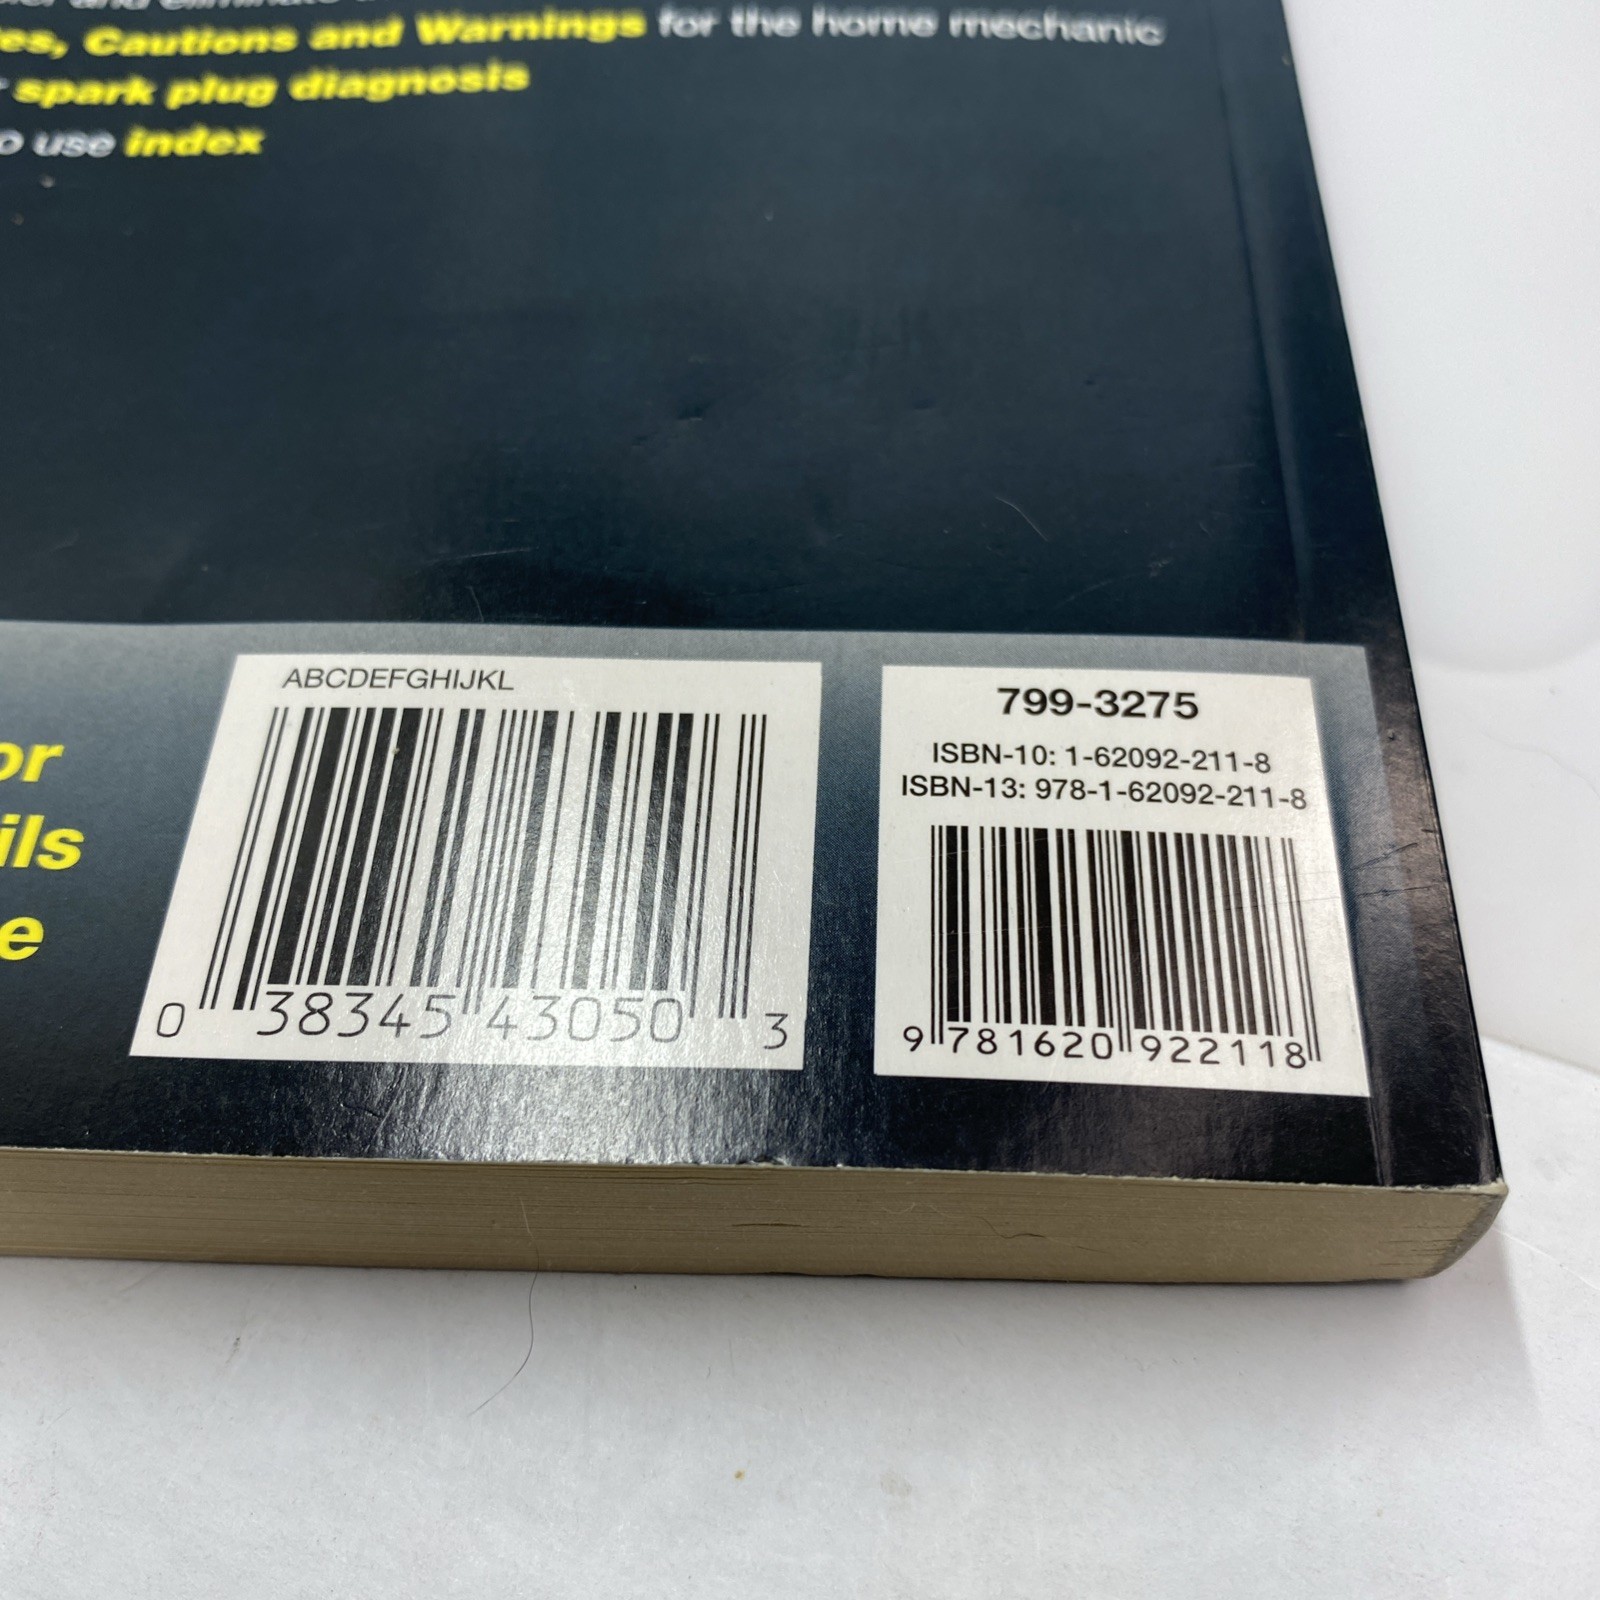 and eliminate
es, Cautions and Warnings for the home mechanic
spark plug diagnosis
o use index
or
ils
e
ABCDEFGHIJKL
0 38345 43050 3
799-3275
ISBN-10: 1-62092-211-8
ISBN-13: 978-1-62092-211-8
9 781620 922118